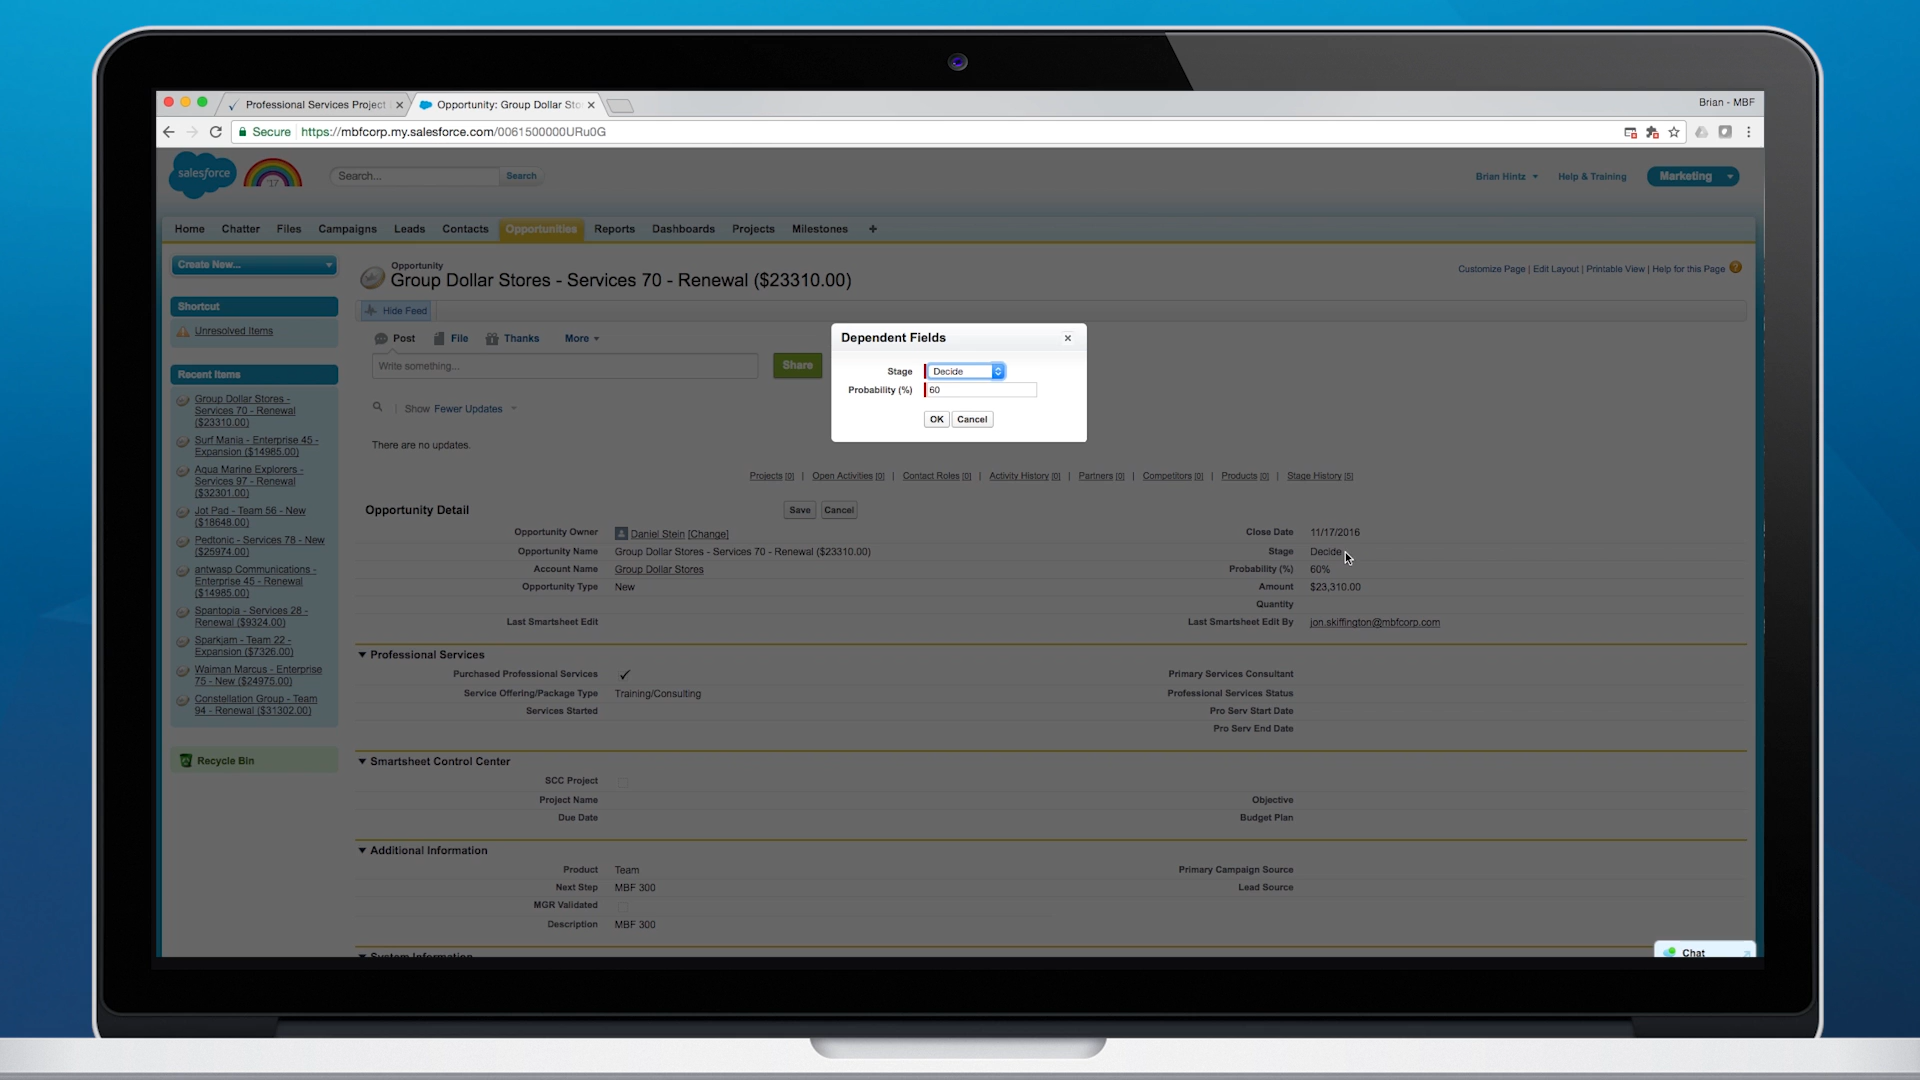 Professional Services Project
Opportunity: Group Dollar Sto
Brian - MBF
Secure
https://mbfcorp.my.salesforce.com/0061500000URu0G
salesforce
'17
Search...
Search
Brian Hintz
Help & Training
Marketing
Home
Chatter
Files
Campaigns
Leads
Contacts
Opportunities
Reports
Dashboards
Projects
Milestones
+
Create New...
Shortcut
Unresolved Items
Recent Items
Group Dollar Stores -
Services 70 - Renewal
($23310.00)
Surf Mania - Enterprise 45 -
Expansion ($14985.00)
Aqua Marine Explorers -
Services 97 - Renewal
($32301.00)
Jot Pad - Team 56 - New
($18648.00)
Pedtonic - Services 78 - New
($25974.00)
antwasp Communications -
Enterprise 45 - Renewal
($14985.00)
Spantopia - Services 28 -
Renewal ($9324.00)
Sparkjam - Team 22 -
Expansion ($7326.00)
Waiman Marcus - Enterprise
75 - New ($24975.00)
Constellation Group - Team
94 - Renewal ($31302.00)
Recycle Bin
Opportunity
Group Dollar Stores - Services 70 - Renewal ($23310.00)
Customize Page | Edit Layout | Printable View | Help for this Page ?
Hide Feed
Post
File
Thanks
More
Write something...
Share
Show Fewer Updates
There are no updates.
Dependent Fields
Stage Decide
Probability (%) 60
OK Cancel
Projects [0] | Open Activities [0] | Contact Roles [0] | Activity History [0] | Partners [0] | Competitors [0] | Products [0] | Stage History [5]
Opportunity Detail
Save Cancel
Opportunity Owner Daniel Stein [Change]
Close Date 11/17/2016
Opportunity Name Group Dollar Stores - Services 70 - Renewal ($23310.00)
Stage Decide
Account Name Group Dollar Stores
Probability (%) 60%
Opportunity Type New
Amount $23,310.00
Quantity
Last Smartsheet Edit
Last Smartsheet Edit By jon.skiffington@mbfcorp.com
Professional Services
Purchased Professional Services
Primary Services Consultant
Service Offering/Package Type Training/Consulting
Professional Services Status
Services Started
Pro Serv Start Date
Pro Serv End Date
Smartsheet Control Center
SCC Project
Project Name
Objective
Due Date
Budget Plan
Additional Information
Product Team
Primary Campaign Source
Next Step MBF 300
Lead Source
MGR Validated
Description MBF 300
System Information
Chat